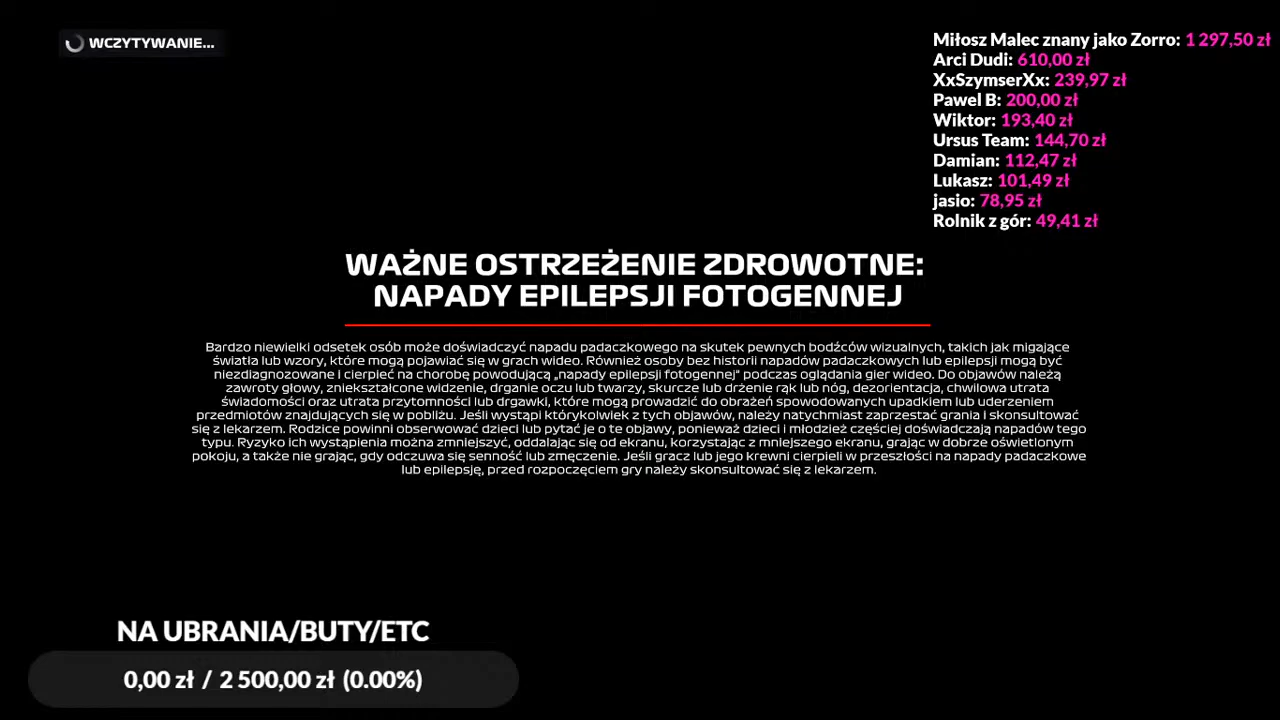 WCZYTYWANIE...
Miłosz Malec znany jako Zorro: 1 297,50 zł
Arci Dudi: 610,00 zł
XxSzymserXx: 239,97 zł
Pawel B: 200,00 zł
Wiktor: 193,40 zł
Ursus Team: 144,70 zł
Damian: 112,47 zł
Lukasz: 101,49 zł
jasio: 78,95 zł
Rolnik z gór: 49,41 zł
WAŻNE OSTRZEŻENIE ZDROWOTNE:
NAPADY EPILEPSJI FOTOGENNEJ
Bardzo niewielki odsetek osób może doświadczyć napadu padaczkowego na skutek pewnych bodźców wizualnych, takich jak migające
światła lub wzory, które mogą pojawiać się w grach wideo. Również osoby bez historii napadów padaczkowych lub epilepsji mogą być
niezdiagnozowane i cierpieć na chorobę powodującą „napady epilepsji fotogennej” podczas oglądania gier wideo. Do objawów należą
zawroty głowy, zniekształcone widzenie, drganie oczu lub twarzy, skurcze lub drżenie rąk lub nóg, dezorientacja, chwilowa utrata
świadomości oraz utrata przytomności lub drgawki, które mogą prowadzić do obrażeń spowodowanych upadkiem lub uderzeniem
przedmiotów znajdujących się w pobliżu. Jeśli wystąpi którykolwiek z tych objawów, należy natychmiast zaprzestać grania i skonsultować
się z lekarzem. Rodzice powinni obserwować dzieci lub pytać je o te objawy, ponieważ dzieci i młodzież częściej doświadczają napadów tego
typu. Ryzyko ich wystąpienia można zmniejszyć, oddalając się od ekranu, korzystając z mniejszego ekranu, grając w dobrze oświetlonym
pokoju, a także nie grając, gdy odczuwa się senność lub zmęczenie. Jeśli gracz lub jego krewni cierpieli w przeszłości na napady padaczkowe
lub epilepsję, przed rozpoczęciem gry należy skonsultować się z lekarzem.
NA UBRANIA/BUTY/ETC
0,00 zł / 2 500,00 zł (0.00%)